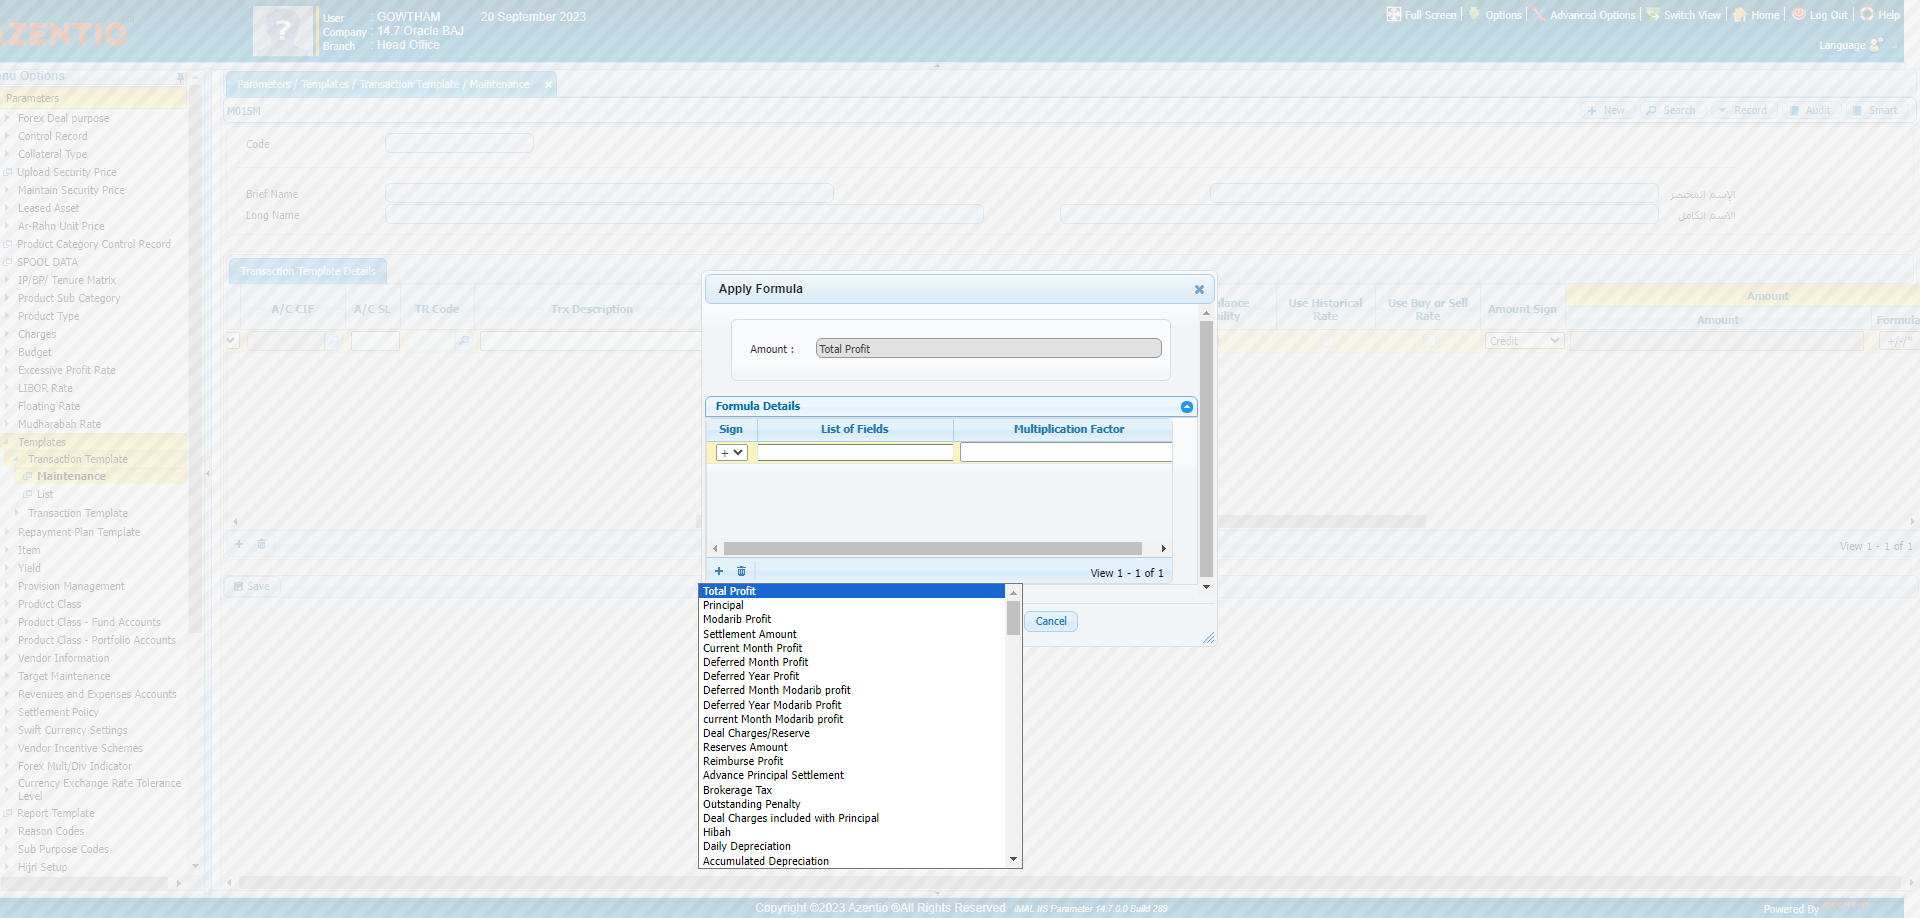 AZENTIO
User : GOWTHAM 20 September 2023
Company : 14.7 Oracle BAJ
Branch : Head Office
Full Screen | Options | Advanced Options | Switch View | Home | Log Out | Help
Language
nu Options
Parameters
Forex Deal purpose
Control Record
Collateral Type
Upload Security Price
Maintain Security Price
Leased Asset
Ar-Rahn Unit Price
Product Category Control Record
SPOOL DATA
IP/BP/ Tenure Matrix
Product Sub Category
Product Type
Charges
Budget
Excessive Profit Rate
LIBOR Rate
Floating Rate
Mudharabah Rate
Templates
Transaction Template
Maintenance
List
Transaction Template
Repayment Plan Template
Item
Yield
Provision Management
Product Class
Product Class - Fund Accounts
Product Class - Portfolio Accounts
Vendor Information
Target Maintenance
Revenues and Expenses Accounts
Settlement Policy
Swift Currency Settings
Vendor Incentive Schemes
Forex Mult/Div Indicator
Currency Exchange Rate Tolerance
Level
Report Template
Reason Codes
Sub Purpose Codes
Hijri Setup
Parameters / Templates / Transaction Template / Maintenance
M015M
New Search Record Audit Smart
Code
Brief Name الإسم المختصر
Long Name الاسم الكامل
Transaction Template Details
A/C CIF A/C SL TR Code Trx Description
lance
ility
Use Historical
Rate
Use Buy or Sell
Rate
Amount Sign
Amount
Amount Formula
Credit +/r/*
View 1 - 1 of 1
Save
Apply Formula
Amount : Total Profit
Formula Details
Sign List of Fields Multiplication Factor
+
View 1 - 1 of 1
Cancel
Total Profit
Principal
Modarib Profit
Settlement Amount
Current Month Profit
Deferred Month Profit
Deferred Year Profit
Deferred Month Modarib profit
Deferred Year Modarib Profit
current Month Modarib profit
Deal Charges/Reserve
Reserves Amount
Reimburse Profit
Advance Principal Settlement
Brokerage Tax
Outstanding Penalty
Deal Charges included with Principal
Hibah
Daily Depreciation
Accumulated Depreciation
Copyright ©2023 Azentio ®All Rights Reserved iMAL IIS Parameter 14.7.0.0 Build 289
Powered By